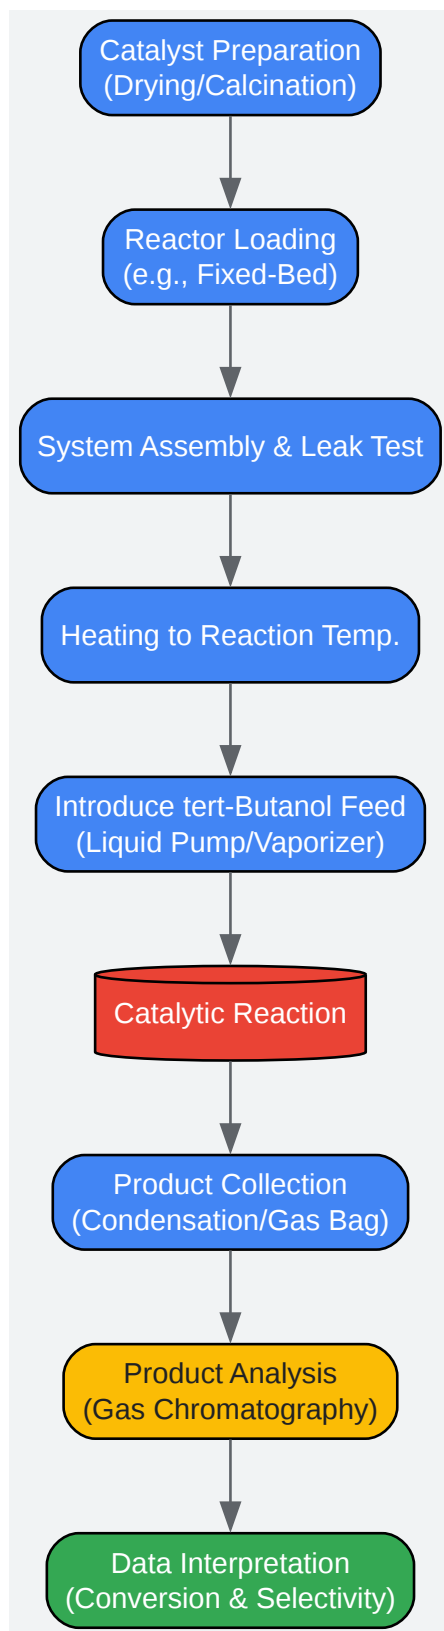 Catalyst Preparation
(Drying/Calcination)
Reactor Loading
(e.g., Fixed-Bed)
System Assembly & Leak Test
Heating to Reaction Temp.
Introduce tert-Butanol Feed
(Liquid Pump/Vaporizer)
Catalytic Reaction
Product Collection
(Condensation/Gas Bag)
Product Analysis
(Gas Chromatography)
Data Interpretation
(Conversion & Selectivity)